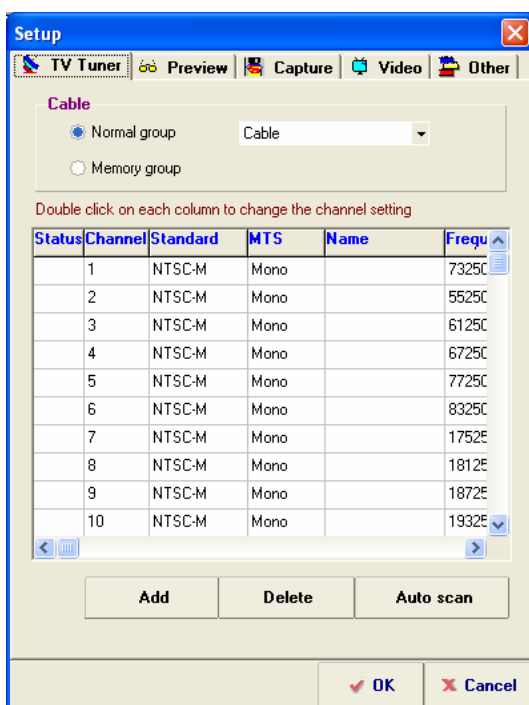 Setup
TV Tuner Preview Capture Video Other
Cable
Normal group Cable
Memory group
Double click on each column to change the channel setting
Status Channel Standard MTS Name Frequ
1 NTSC-M Mono 73250
2 NTSC-M Mono 55250
3 NTSC-M Mono 61250
4 NTSC-M Mono 67250
5 NTSC-M Mono 77250
6 NTSC-M Mono 83250
7 NTSC-M Mono 17525
8 NTSC-M Mono 18125
9 NTSC-M Mono 18725
10 NTSC-M Mono 19325
Add Delete Auto scan
OK Cancel